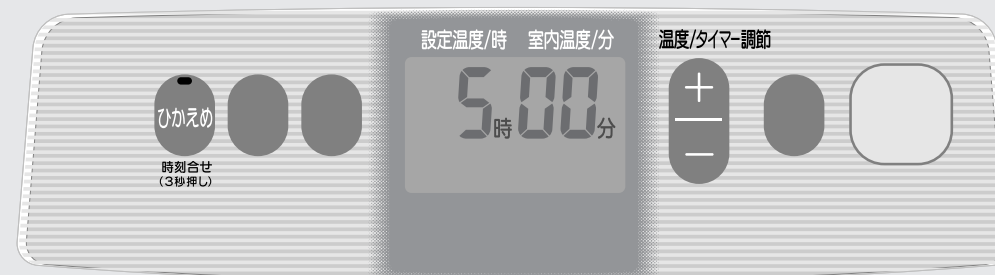 設定温度/時 室内温度/分
温度/タイマー調節
5時00分
ひかえめ
＋
－
時刻合せ
(3秒押し)